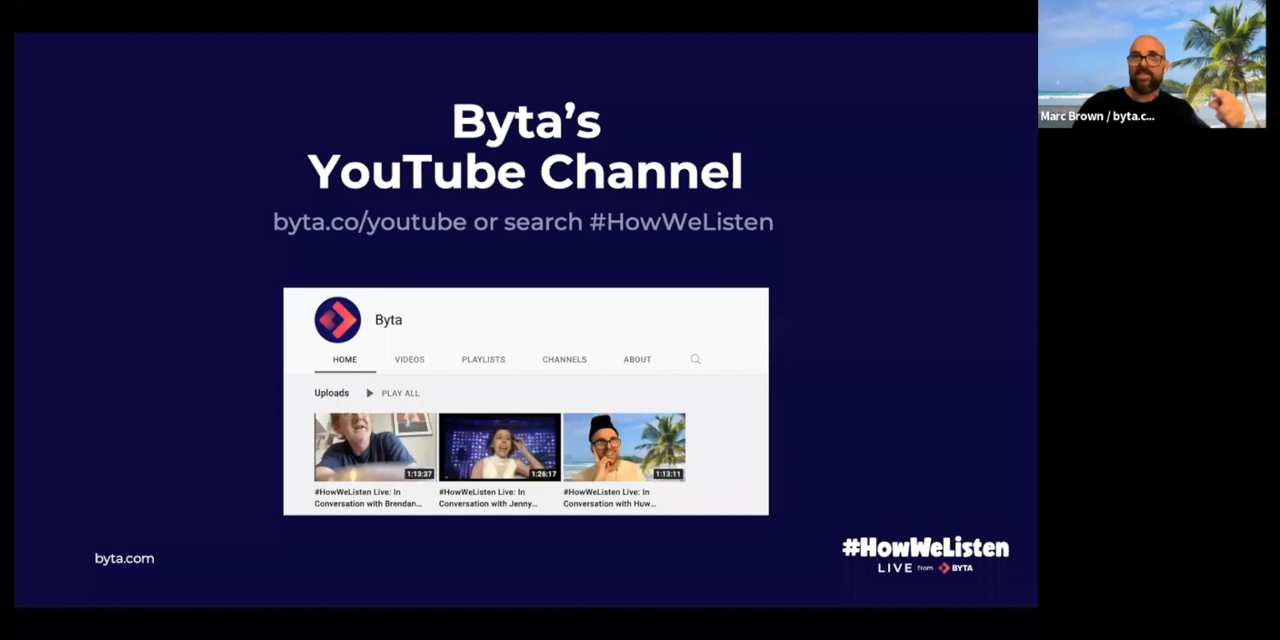 Byta's
YouTube Channel
byta.co/youtube or search #HowWeListen
Byta
HOME VIDEOS PLAYLISTS CHANNELS ABOUT
Uploads PLAY ALL
1:13:37 1:26:17 1:13:11
#HowWeListen Live: In #HowWeListen Live: In #HowWeListen Live: In
Conversation with Brendan... Conversation with Jenny... Conversation with Huw...
byta.com
#HowWeListen
LIVE from BYTA
Marc Brown / byta.c...